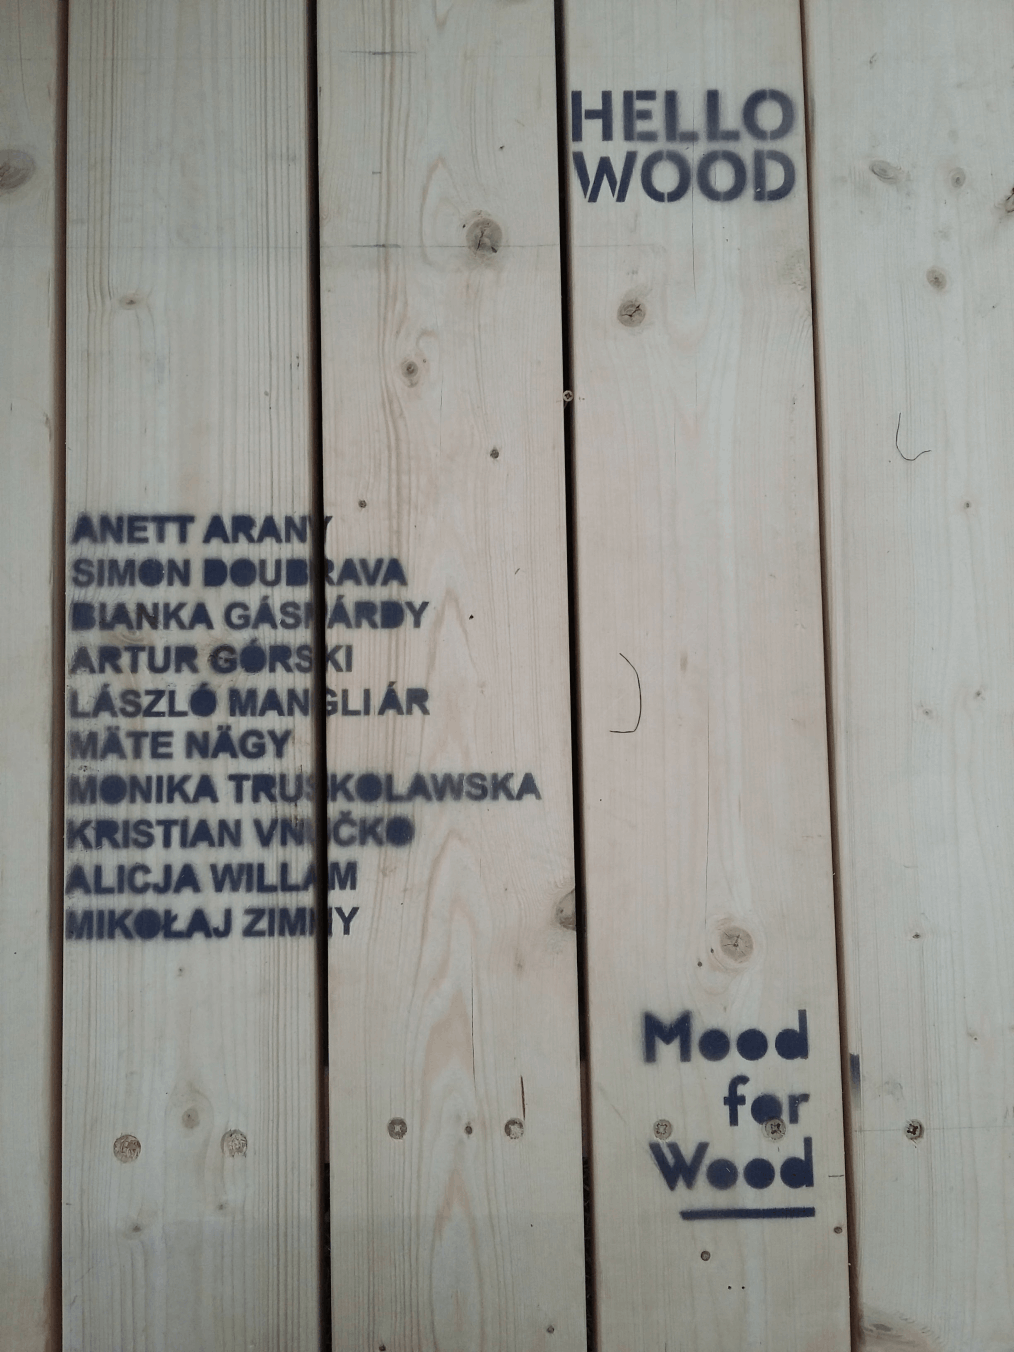 HELLO
WOOD
ANETT ARANY
SIMON DOUBRAVA
BIANKA GÁSPÁRDY
ARTUR GÓRSKI
LÁSZLÓ MANGLIÁR
MÄTE NÄGY
MONIKA TRUSKOLAWSKA
KRISTIAN VNUČKO
ALICJA WILLAM
MIKOŁAJ ZIMNY
Mood
for
Wood